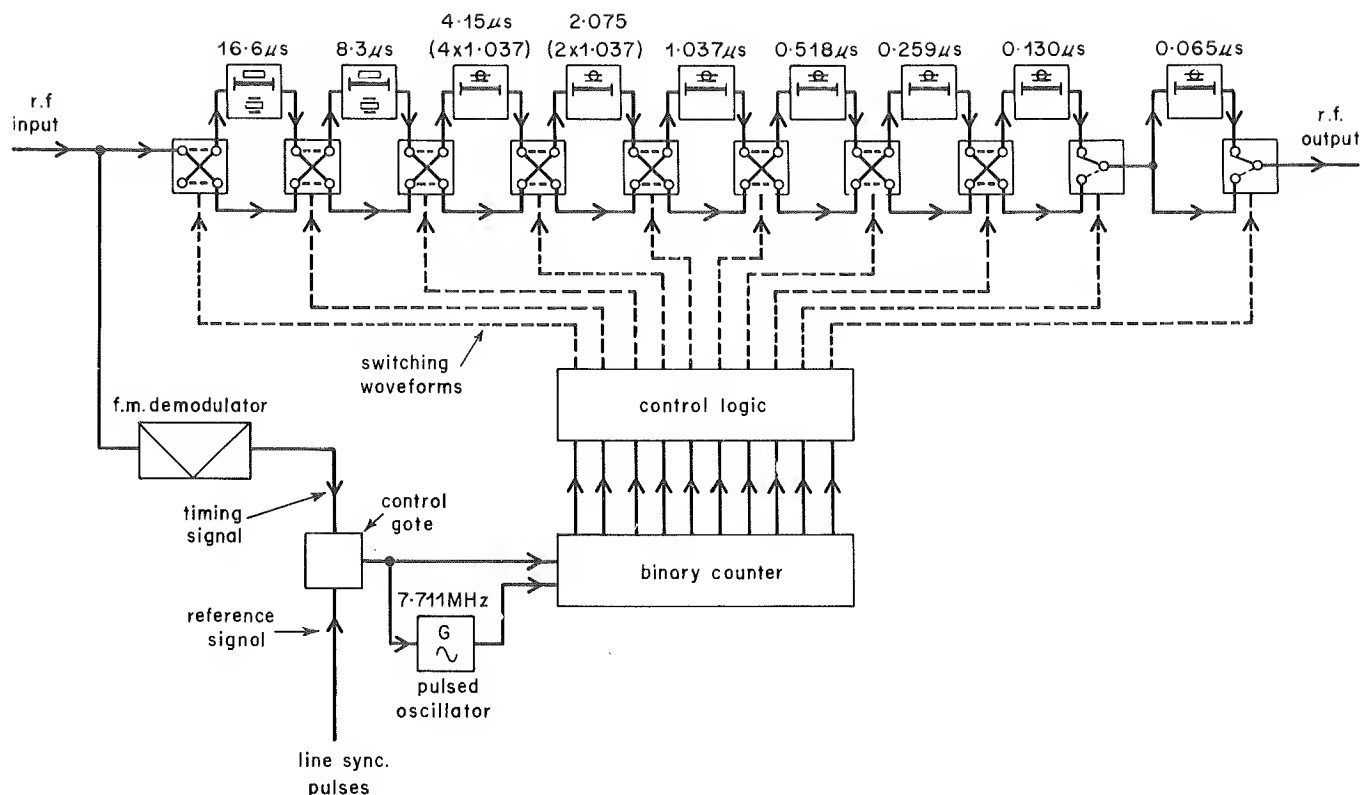 4·15μs
2·075
16·6μs
8·3μs
(4x1·037)
(2x1·037)
1·037μs
0·518μs
0·259μs
0·130μs
0·065μs
r.f
input
r.f.
output
switching
waveforms
control logic
f.m. demodulator
timing
signal
control
gote
binary counter
7·711MHz
reference
signal
G
pulsed
oscillator
line sync.
pulses